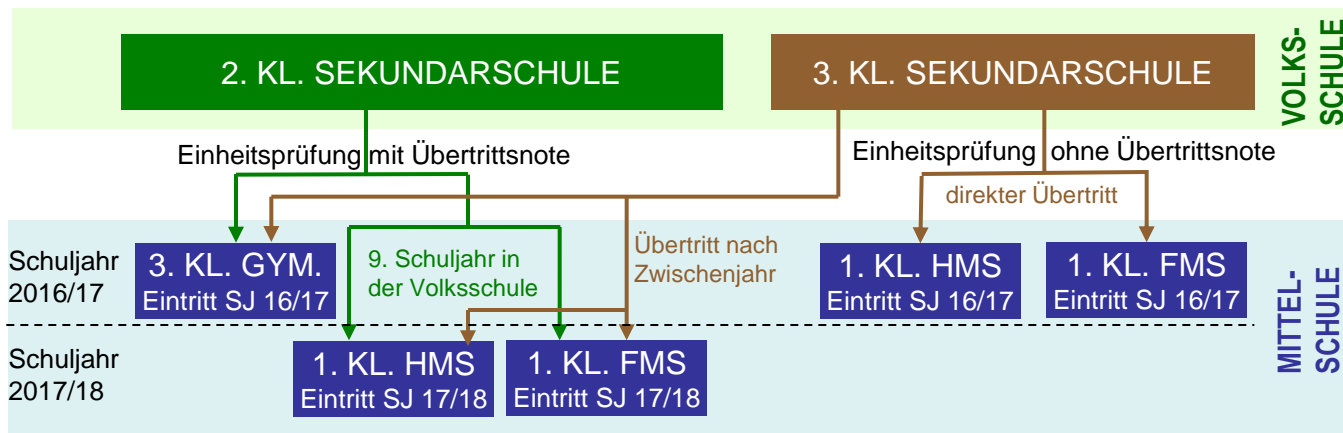 2. KL. SEKUNDARSCHULE
3. KL. SEKUNDARSCHULE
VOLKS-
SCHULE
Einheitsprüfung mit Übertrittsnote
Einheitsprüfung ohne Übertrittsnote
direkter Übertritt
Schuljahr
2016/17
3. KL. GYM.
Eintritt SJ 16/17
9. Schuljahr in
der Volksschule
Übertritt nach
Zwischenjahr
1. KL. HMS
Eintritt SJ 16/17
1. KL. FMS
Eintritt SJ 16/17
MITTEL-
SCHULE
Schuljahr
2017/18
1. KL. HMS
Eintritt SJ 17/18
1. KL. FMS
Eintritt SJ 17/18